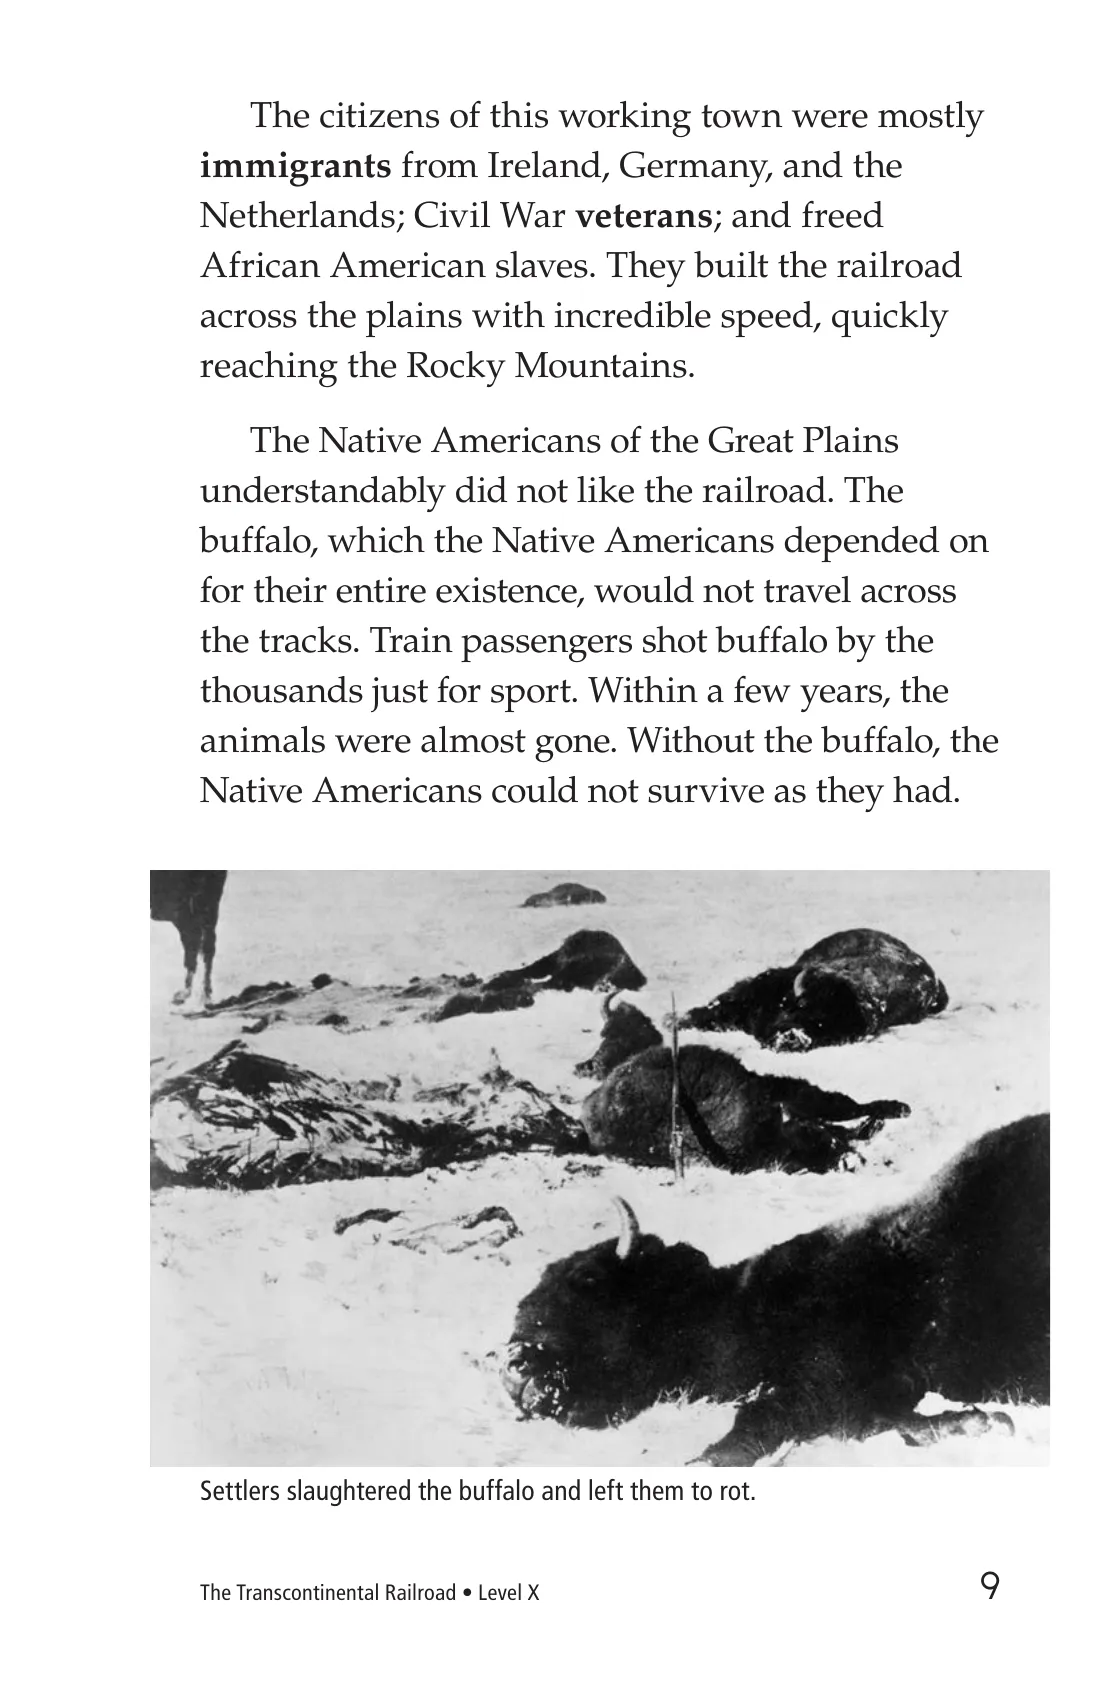 The citizens of this working town were mostly
immigrants from Ireland, Germany, and the
Netherlands; Civil War veterans; and freed
African American slaves. They built the railroad
across the plains with incredible speed, quickly
reaching the Rocky Mountains.
The Native Americans of the Great Plains
understandably did not like the railroad. The
buffalo, which the Native Americans depended on
for their entire existence, would not travel across
the tracks. Train passengers shot buffalo by the
thousands just for sport. Within a few years, the
animals were almost gone. Without the buffalo, the
Native Americans could not survive as they had.
Settlers slaughtered the buffalo and left them to rot.
The Transcontinental Railroad • Level X
9